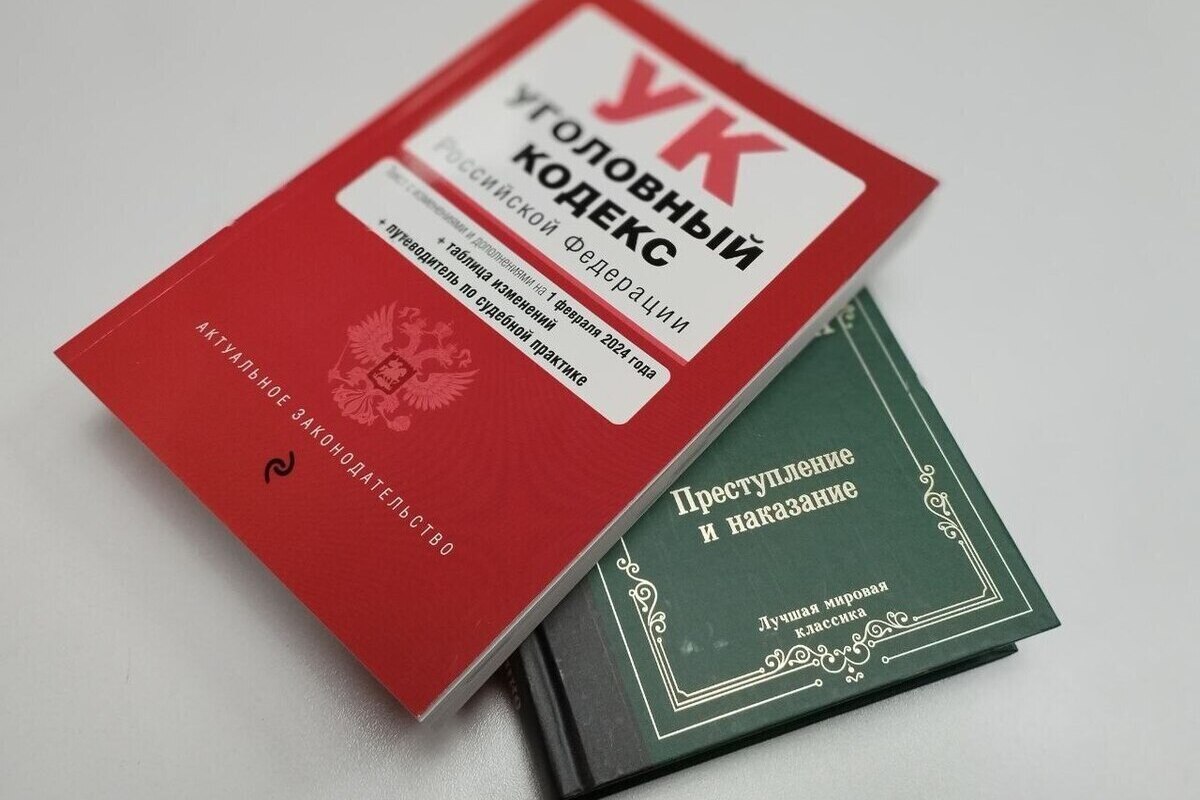 УК
УГОЛОВНЫЙ
КОДЕКС
Российской Федерации
Текст с изменениями и дополнениями на 1 февраля 2024 года
+ таблица изменений
+ путеводитель по судебной практике
АКТУАЛЬНОЕ ЗАКОНОДАТЕЛЬСТВО
Преступление
и наказание
Лучшая мировая
классика